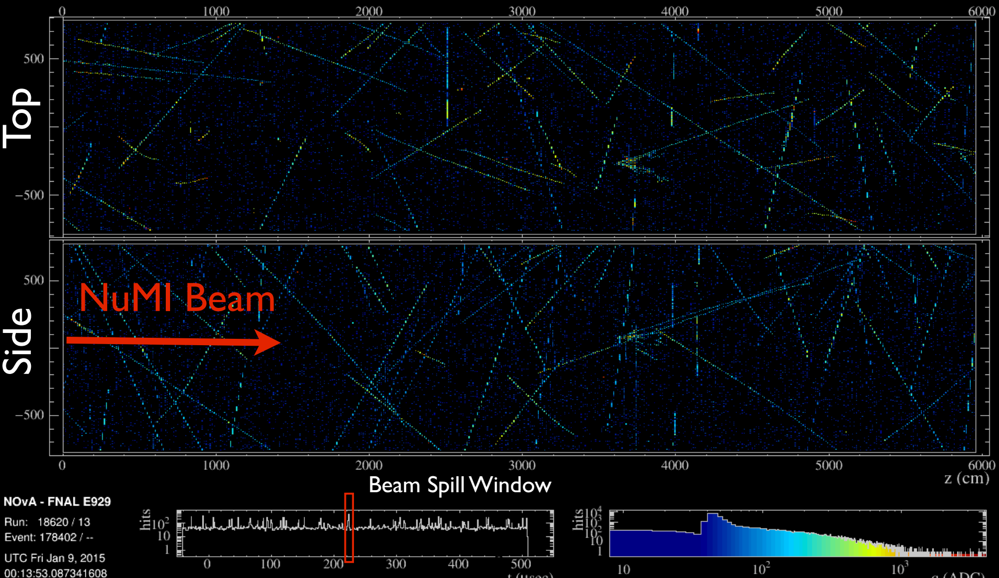 0 1000 2000 3000 4000 5000 6000
Top
500
−500
Side
500
−500
NuMI Beam
0 1000 2000 3000 4000 5000 6000
z (cm)
Beam Spill Window
NOvA - FNAL E929
Run: 18620 / 13
Event: 178402 / --
UTC Fri Jan 9, 2015
00:13:53.087341608
hits
10²
10
1
0 100 200 300 400 500
t (μsec)
hits
10⁴
10³
10²
10
1
10 10² 10³
q (ADC)